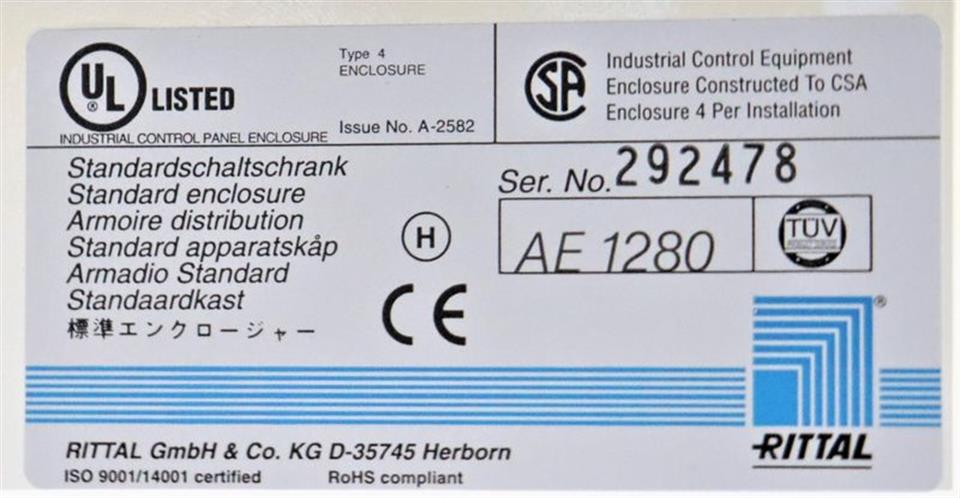 UL
®
LISTED
INDUSTRIAL CONTROL PANEL ENCLOSURE
Type 4
ENCLOSURE
Issue No. A-2582
CSA
Industrial Control Equipment
Enclosure Constructed To CSA
Enclosure 4 Per Installation
Standardschaltschrank
Standard enclosure
Armoire distribution
Standard apparatskåp
Armadio Standard
Standaardkast
標準エンクロージャー
H
CE
Ser. No. 292478
AE 1280
TÜV
®
RITTAL
RITTAL GmbH & Co. KG D-35745 Herborn
ISO 9001/14001 certified RoHS compliant